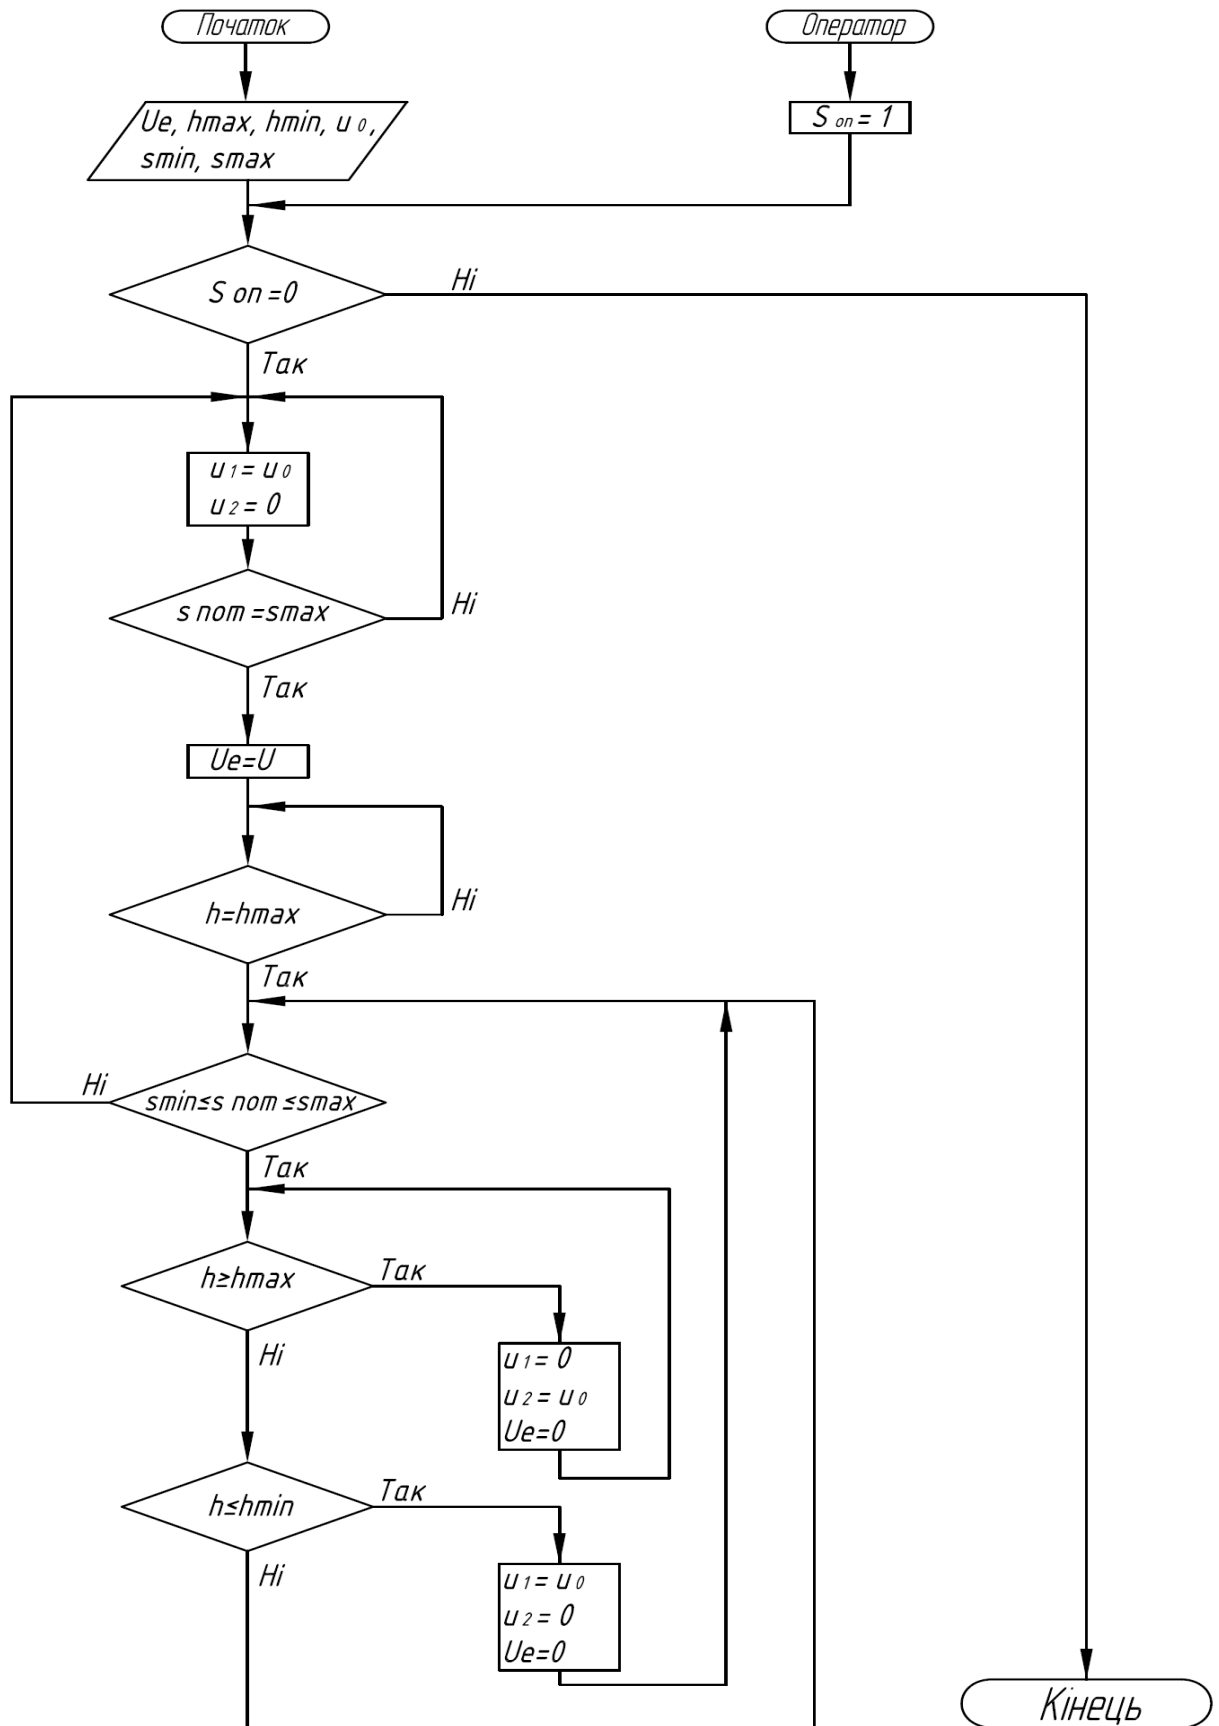 Початок
Оператор
Ue, hmax, hmin, u 0,
smin, smax
S on = 1
S on =0
Ні
Так
u 1 = u 0
u 2 = 0
s nom =smax
Ні
Так
Ue=U
h=hmax
Ні
Так
smin≤s nom ≤smax
Ні
Так
h≥hmax
Так
Ні
u 1 = 0
u 2 = u 0
Ue=0
h≤hmin
Так
Ні
u 1 = u 0
u 2 = 0
Ue=0
Кінець